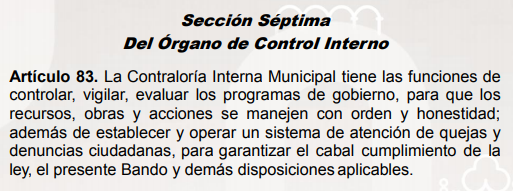 Sección Séptima
Del Órgano de Control Interno
Artículo 83. La Contraloría Interna Municipal tiene las funciones de
controlar, vigilar, evaluar los programas de gobierno, para que los
recursos, obras y acciones se manejen con orden y honestidad;
además de establecer y operar un sistema de atención de quejas y
denuncias ciudadanas, para garantizar el cabal cumplimiento de la
ley, el presente Bando y demás disposiciones aplicables.